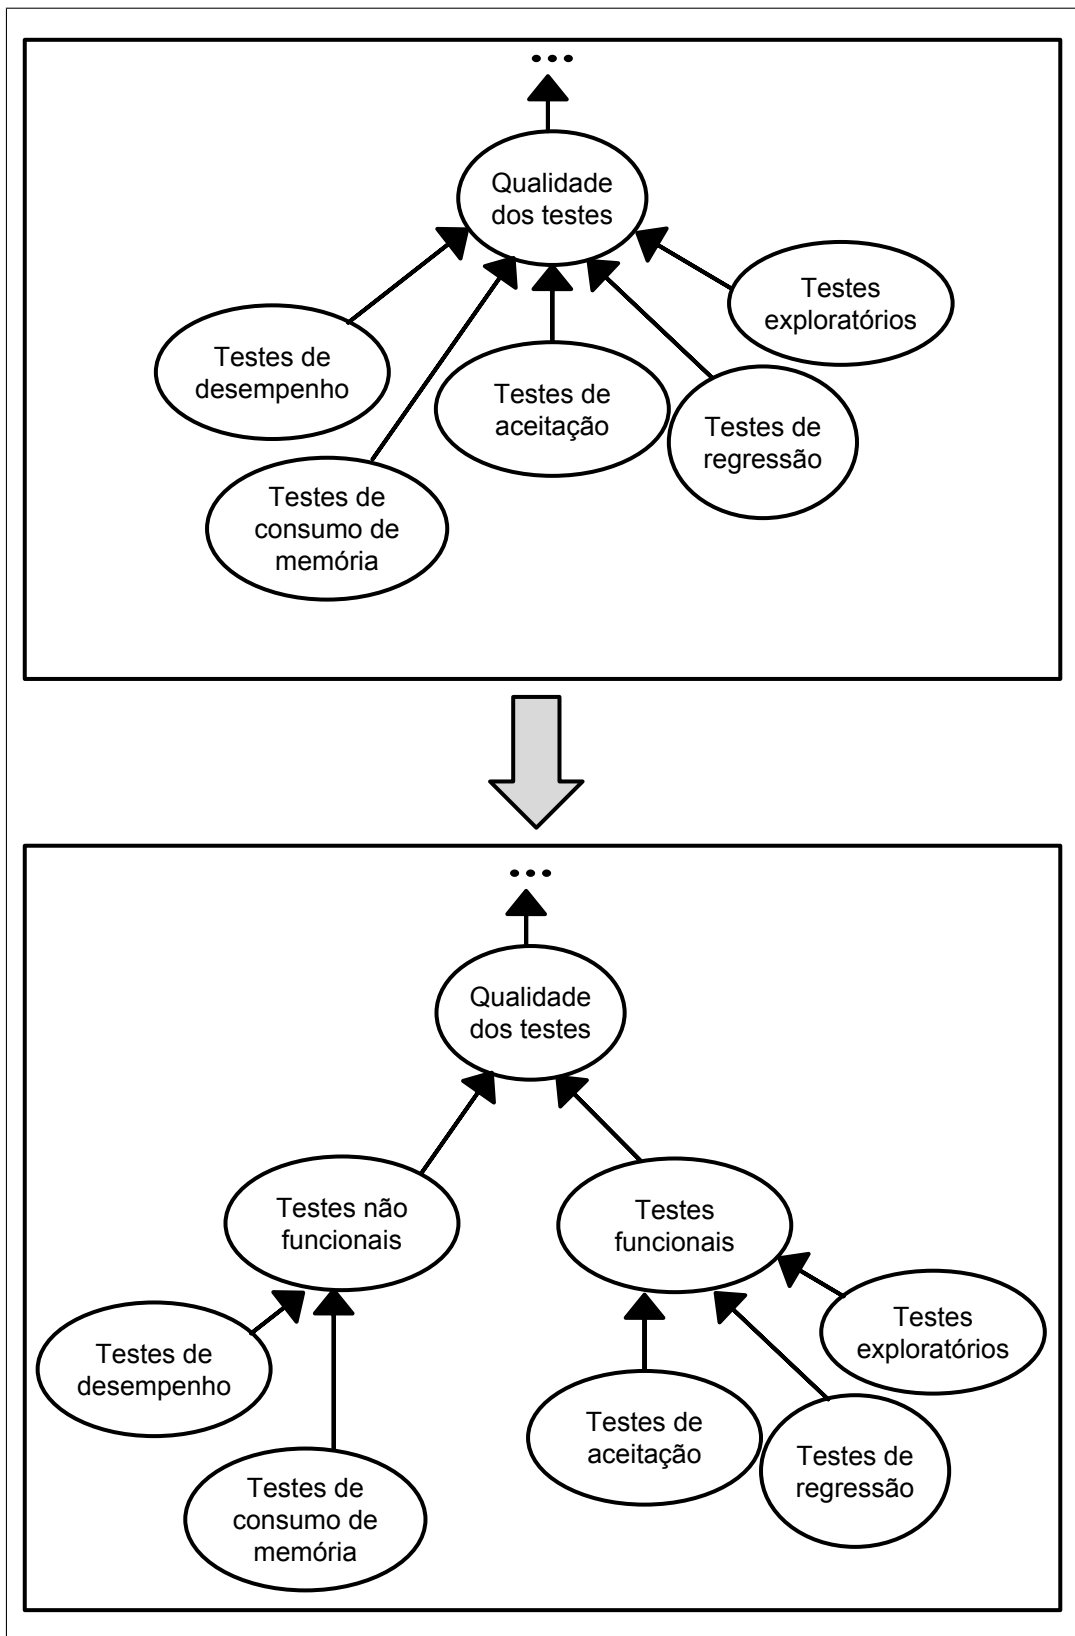 ...
Qualidade
dos testes
Testes
exploratórios
Testes de
desempenho
Testes de
aceitação
Testes de
regressão
Testes de
consumo de
memória
...
Qualidade
dos testes
Testes não
funcionais
Testes
funcionais
Testes
exploratórios
Testes de
desempenho
Testes de
aceitação
Testes de
regressão
Testes de
consumo de
memória